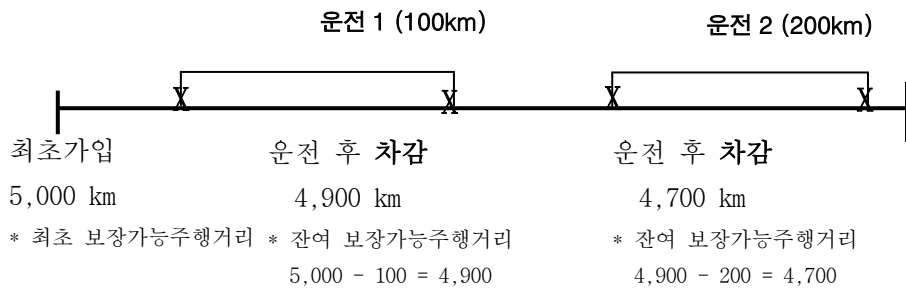 운전 1 (100km)
운전 2 (200km)
X X X X
최초가입 운전 후 차감 운전 후 차감
5,000 km 4,900 km 4,700 km
* 최초 보장가능주행거리 * 잔여 보장가능주행거리 * 잔여 보장가능주행거리
5,000 - 100 = 4,900 4,900 - 200 = 4,700